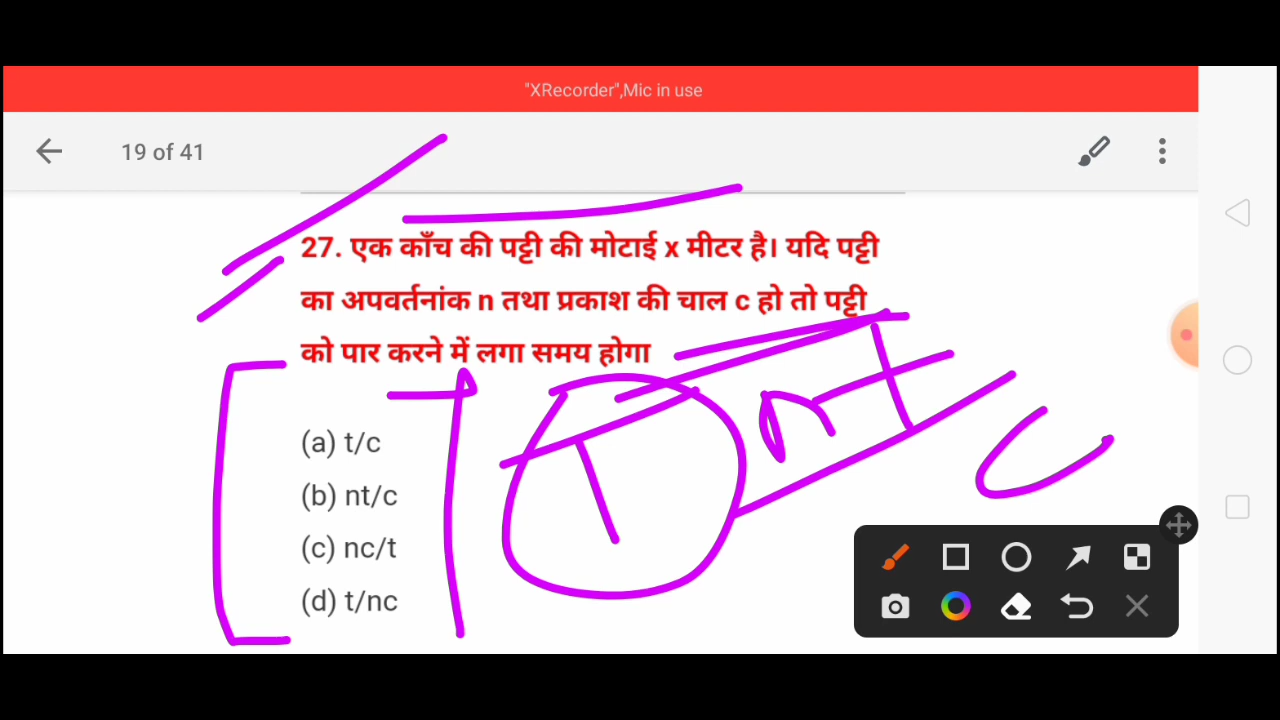 "XRecorder",Mic in use
19 of 41
27. एक काँच की पट्टी की मोटाई x मीटर है। यदि पट्टी
का अपवर्तनांक n तथा प्रकाश की चाल c हो तो पट्टी
को पार करने में लगा समय होगा
(a) t/c
(b) nt/c
(c) nc/t
(d) t/nc
T
nt
c